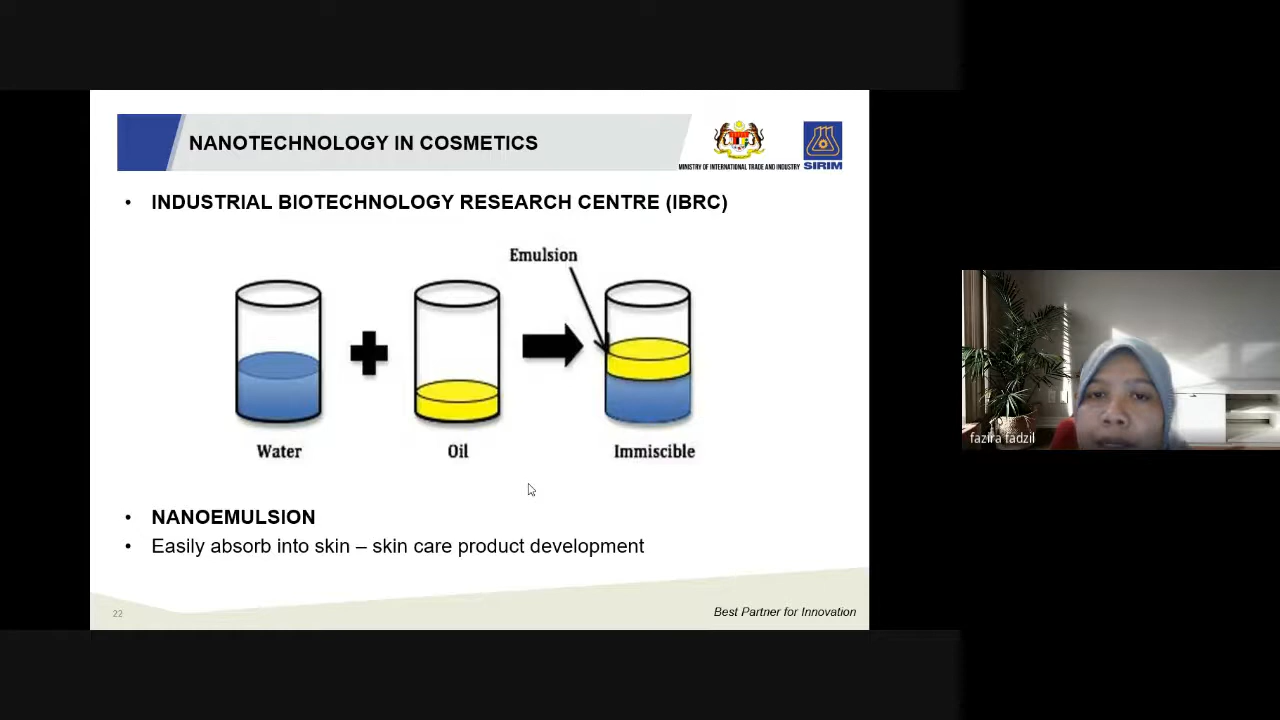 NANOTECHNOLOGY IN COSMETICS
MINISTRY OF INTERNATIONAL TRADE AND INDUSTRY
SIRIM
• INDUSTRIAL BIOTECHNOLOGY RESEARCH CENTRE (IBRC)
Emulsion
Water
Oil
Immiscible
• NANOEMULSION
• Easily absorb into skin – skin care product development
22
Best Partner for Innovation
fazira fadzil